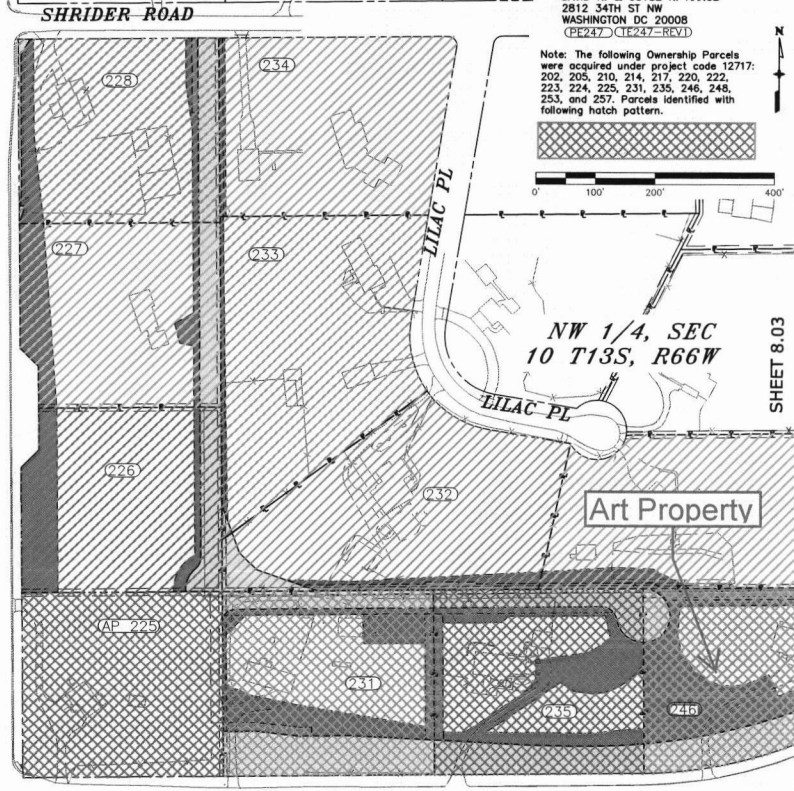 SHRIDER ROAD
2812 34TH ST NW
WASHINGTON DC 20008
PE247 TE247-REV1
N
Note: The following Ownership Parcels
were acquired under project code 12717:
202, 205, 210, 214, 217, 220, 222,
223, 224, 225, 231, 235, 246, 248,
253, and 257. Parcels identified with
following hatch pattern.
0' 100' 200' 400'
228
234
LILAC PL
227
233
NW 1/4, SEC
10 T13S, R66W
SHEET 8.03
LILAC PL
226
232
Art Property
AP 225
231
235
246